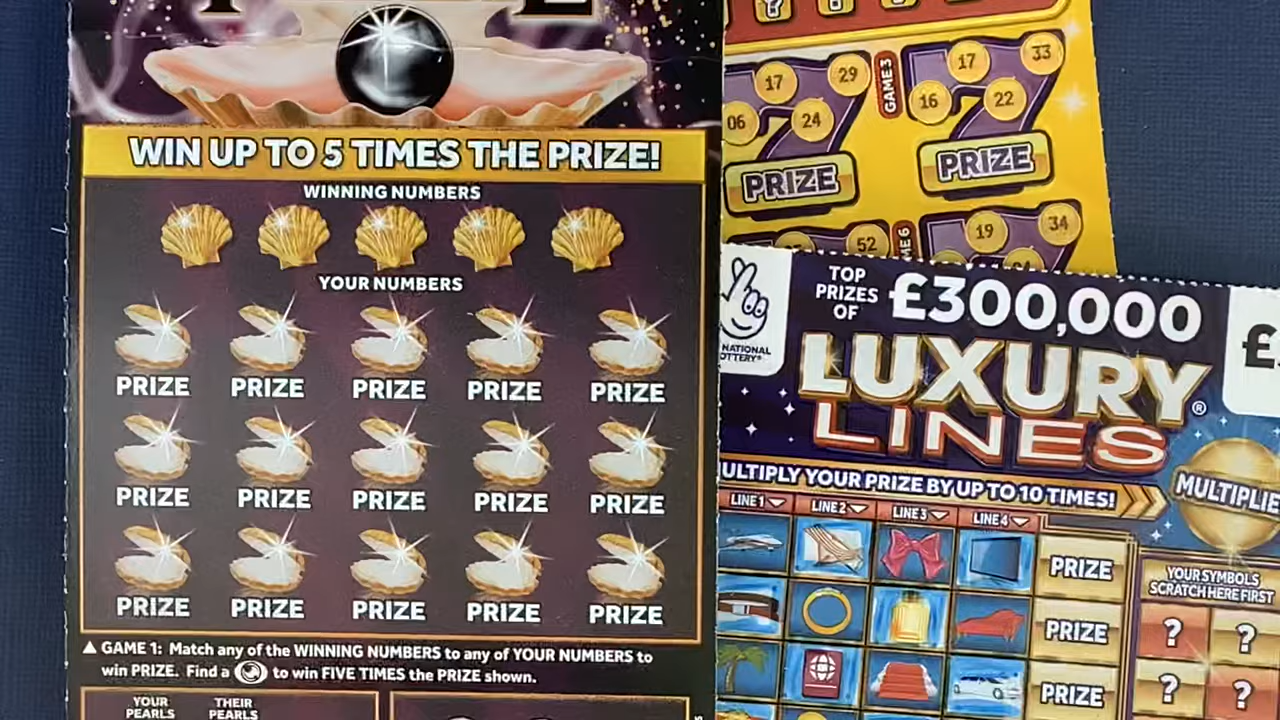 WIN UP TO 5 TIMES THE PRIZE!
WINNING NUMBERS
YOUR NUMBERS
PRIZE PRIZE PRIZE PRIZE PRIZE
PRIZE PRIZE PRIZE PRIZE PRIZE
PRIZE PRIZE PRIZE PRIZE PRIZE
▲ GAME 1: Match any of the WINNING NUMBERS to any of YOUR NUMBERS to
win PRIZE. Find a to win FIVE TIMES the PRIZE shown.
YOUR
PEARLS
THEIR
PEARLS
17 29
06 24
PRIZE
GAME 3
17 33
16 22
PRIZE
52
19 34
NATIONAL
LOTTERY®
TOP
PRIZES
OF
£300,000
£
LUXURY®
LINES
MULTIPLY YOUR PRIZE BY UP TO 10 TIMES!
MULTIPLIE
LINE 1 LINE 2 LINE 3 LINE 4
PRIZE
PRIZE
PRIZE
YOUR SYMBOLS
SCRATCH HERE FIRST
? ?
? ?